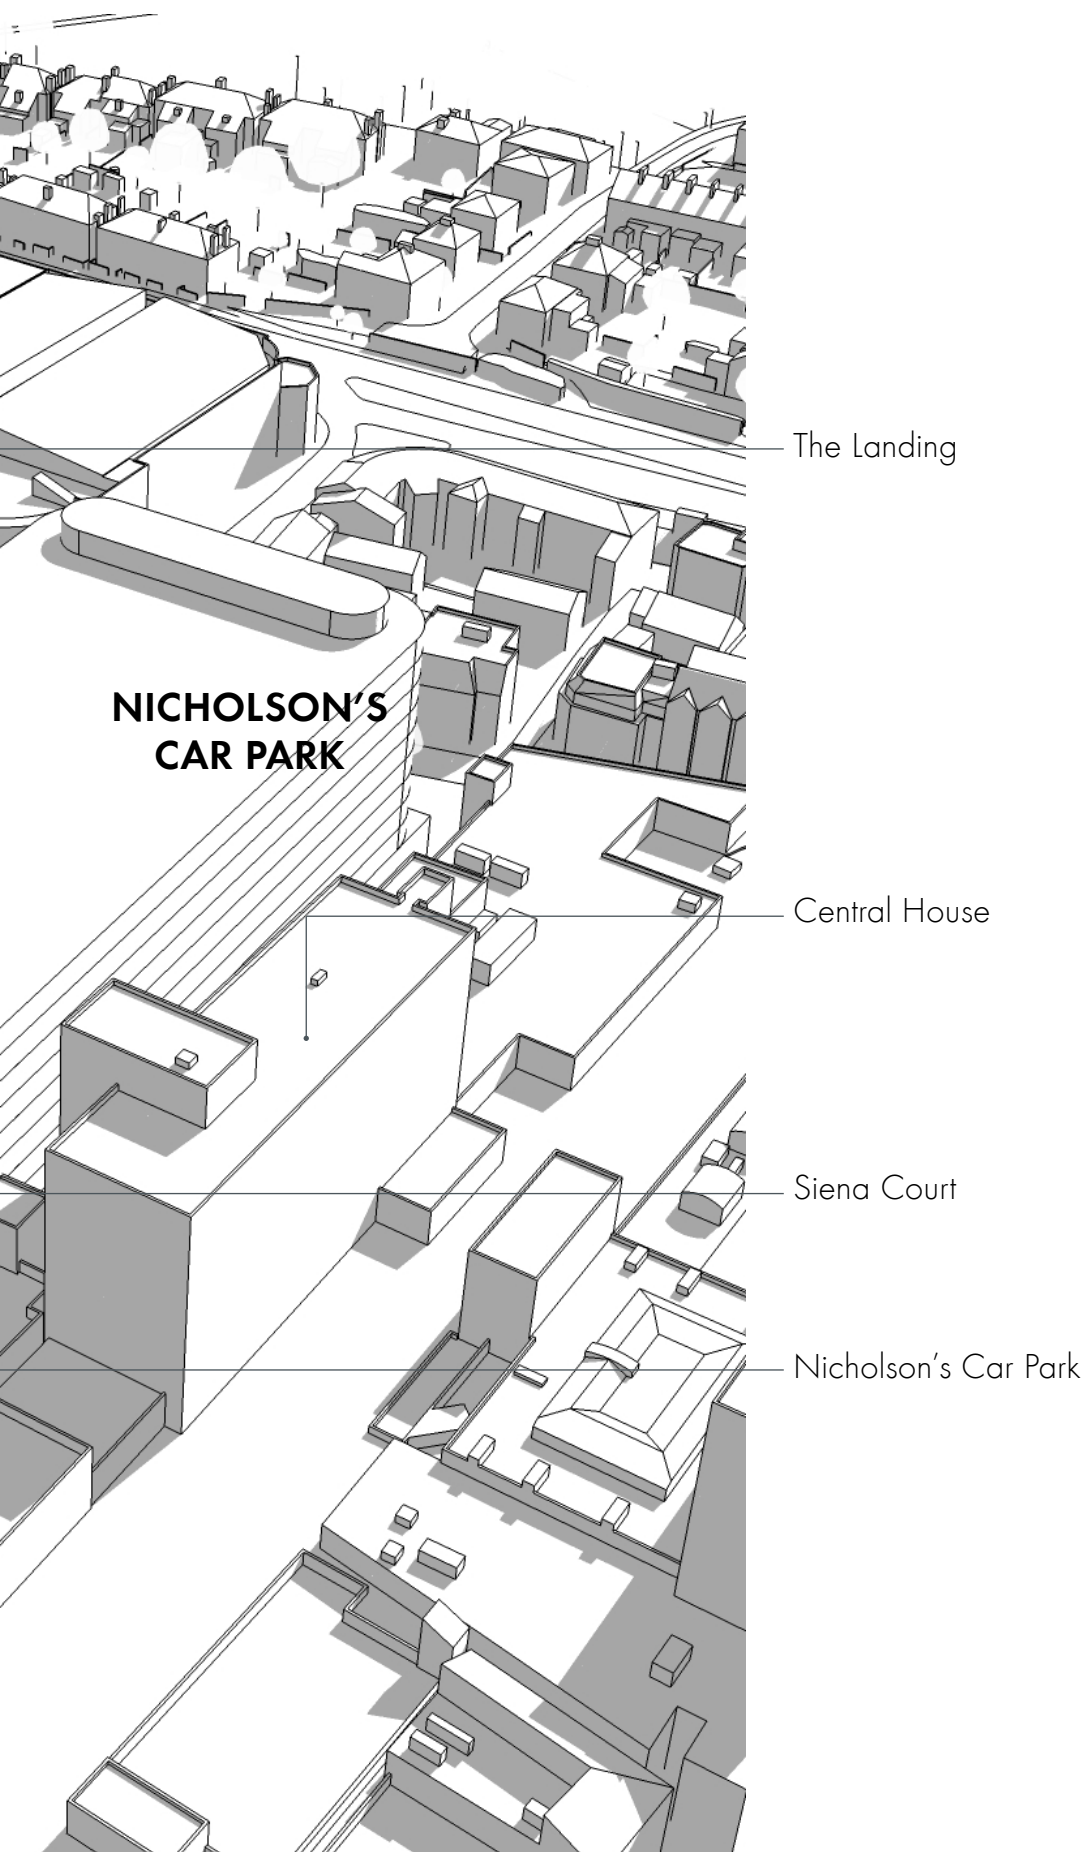 The Landing
NICHOLSON’S
CAR PARK
Central House
Siena Court
Nicholson’s Car Park